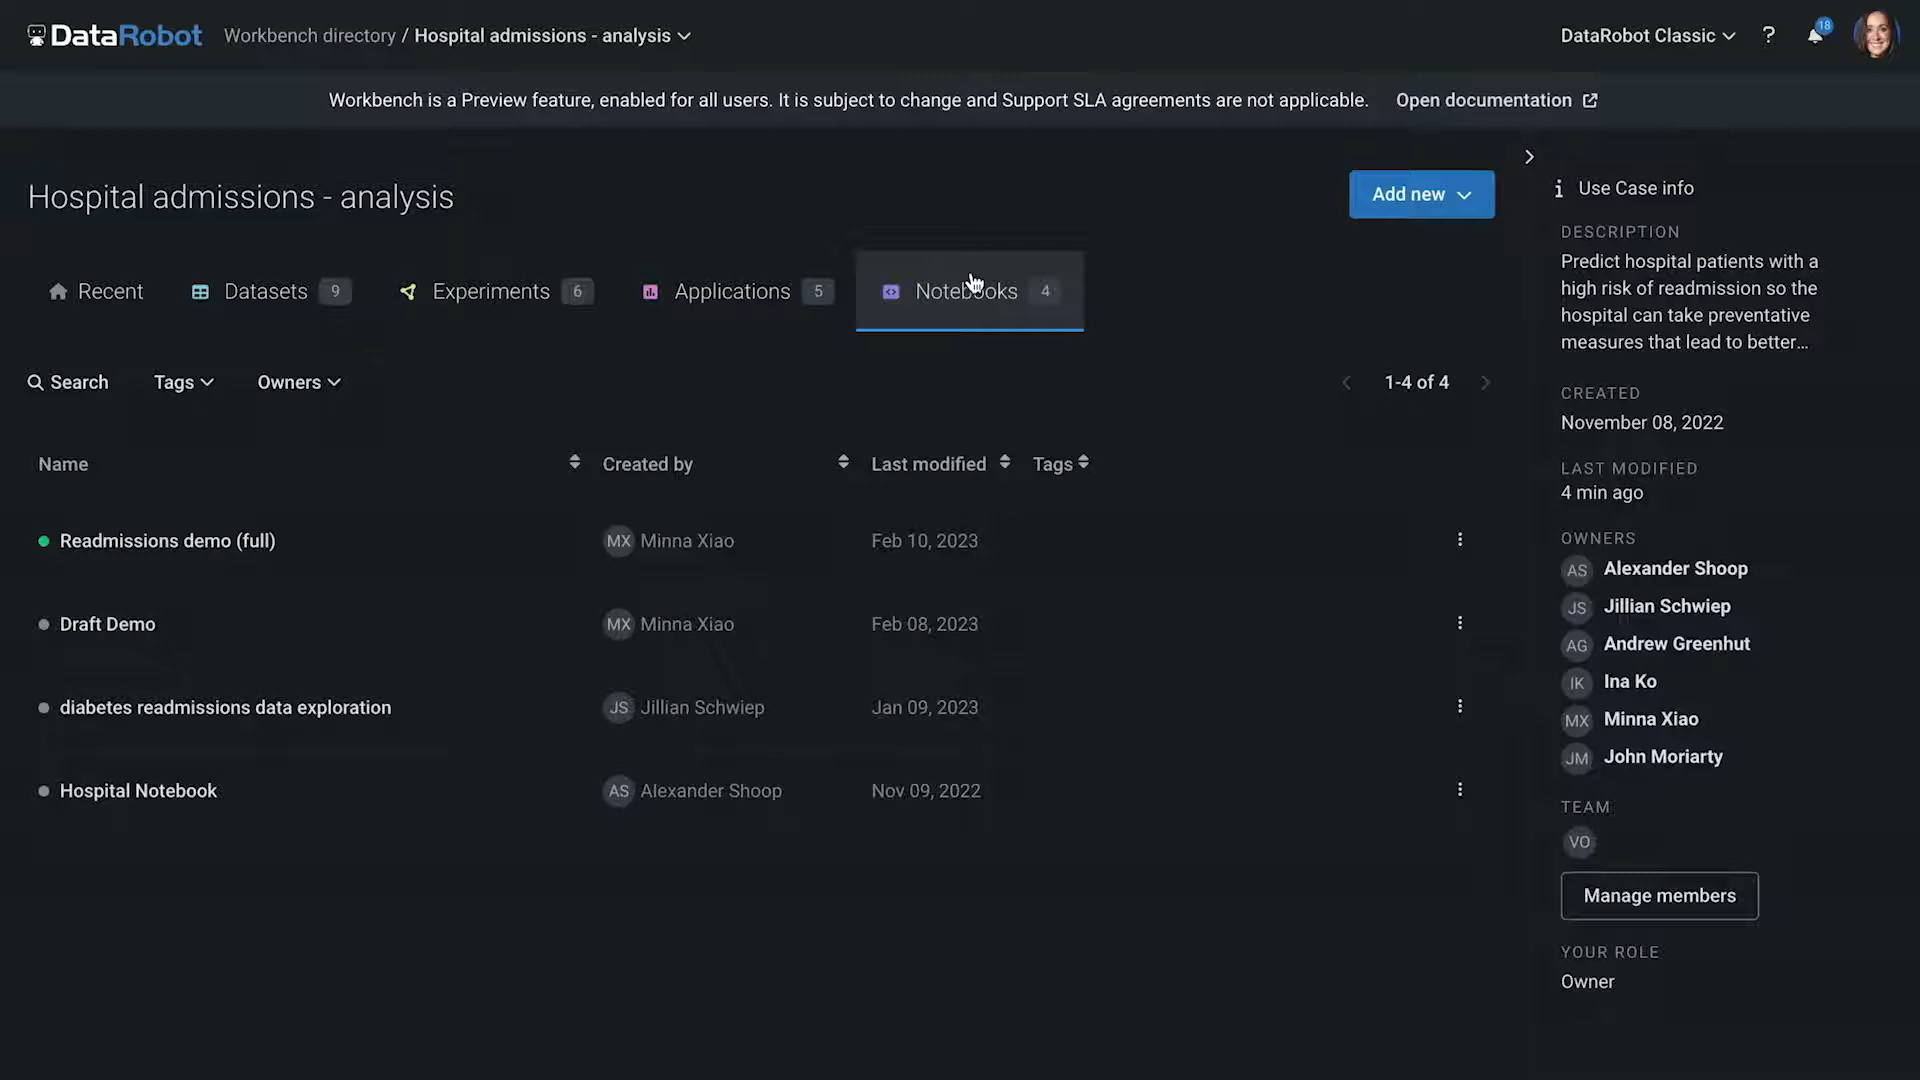 DataRobot
Workbench directory / Hospital admissions - analysis
DataRobot Classic
?
18
Workbench is a Preview feature, enabled for all users. It is subject to change and Support SLA agreements are not applicable. Open documentation
Hospital admissions - analysis
Add new
Recent
Datasets 9
Experiments 6
Applications 5
Notebooks 4
Search
Tags
Owners
1-4 of 4
Name Created by Last modified Tags
Readmissions demo (full) MX Minna Xiao Feb 10, 2023
Draft Demo MX Minna Xiao Feb 08, 2023
diabetes readmissions data exploration JS Jillian Schwiep Jan 09, 2023
Hospital Notebook AS Alexander Shoop Nov 09, 2022
Use Case info
DESCRIPTION
Predict hospital patients with a
high risk of readmission so the
hospital can take preventative
measures that lead to better...
CREATED
November 08, 2022
LAST MODIFIED
4 min ago
OWNERS
AS Alexander Shoop
JS Jillian Schwiep
AG Andrew Greenhut
IK Ina Ko
MX Minna Xiao
JM John Moriarty
TEAM
VO
Manage members
YOUR ROLE
Owner